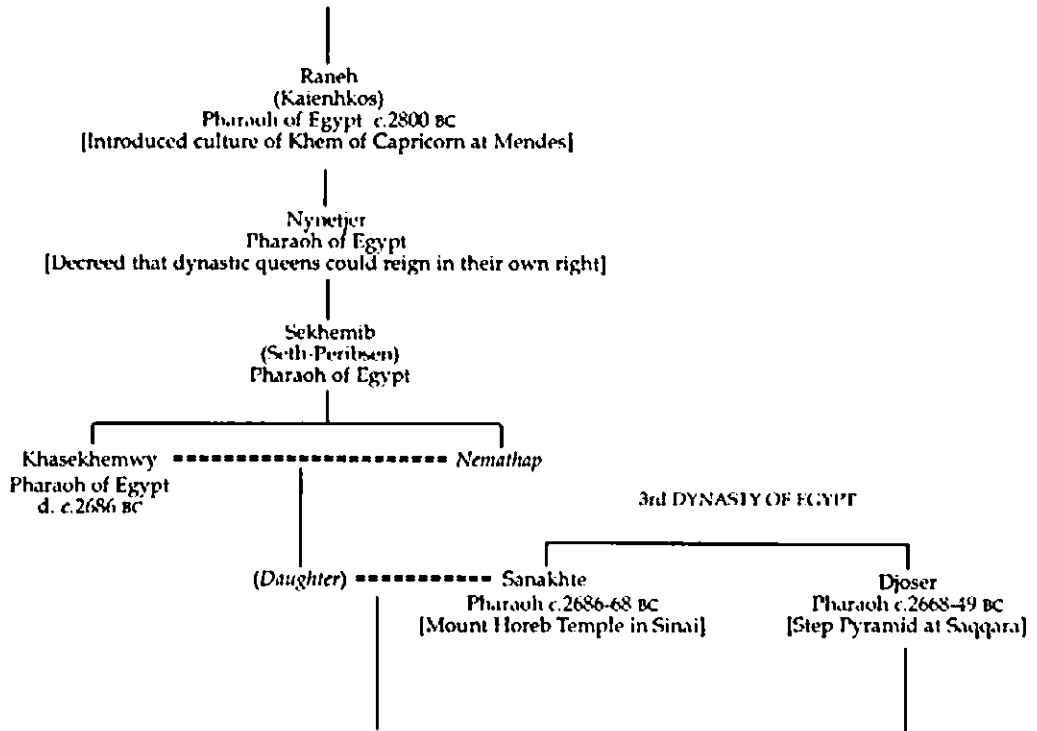 Raneh
(Kaienhkos)
Pharaoh of Egypt c.2800 BC
[Introduced culture of Khem of Capricorn at Mendes]
Nynetjer
Pharaoh of Egypt
[Decreed that dynastic queens could reign in their own right]
Sekhemib
(Seth-Peribsen)
Pharaoh of Egypt
Khasekhemwy Nemathap
Pharaoh of Egypt
d. c.2686 BC
3rd DYNASTY OF EGYPT
(Daughter) Sanakhte Djoser
Pharaoh c.2686-68 BC Pharaoh c.2668-49 BC
[Mount Horeb Temple in Sinai] [Step Pyramid at Saqqara]